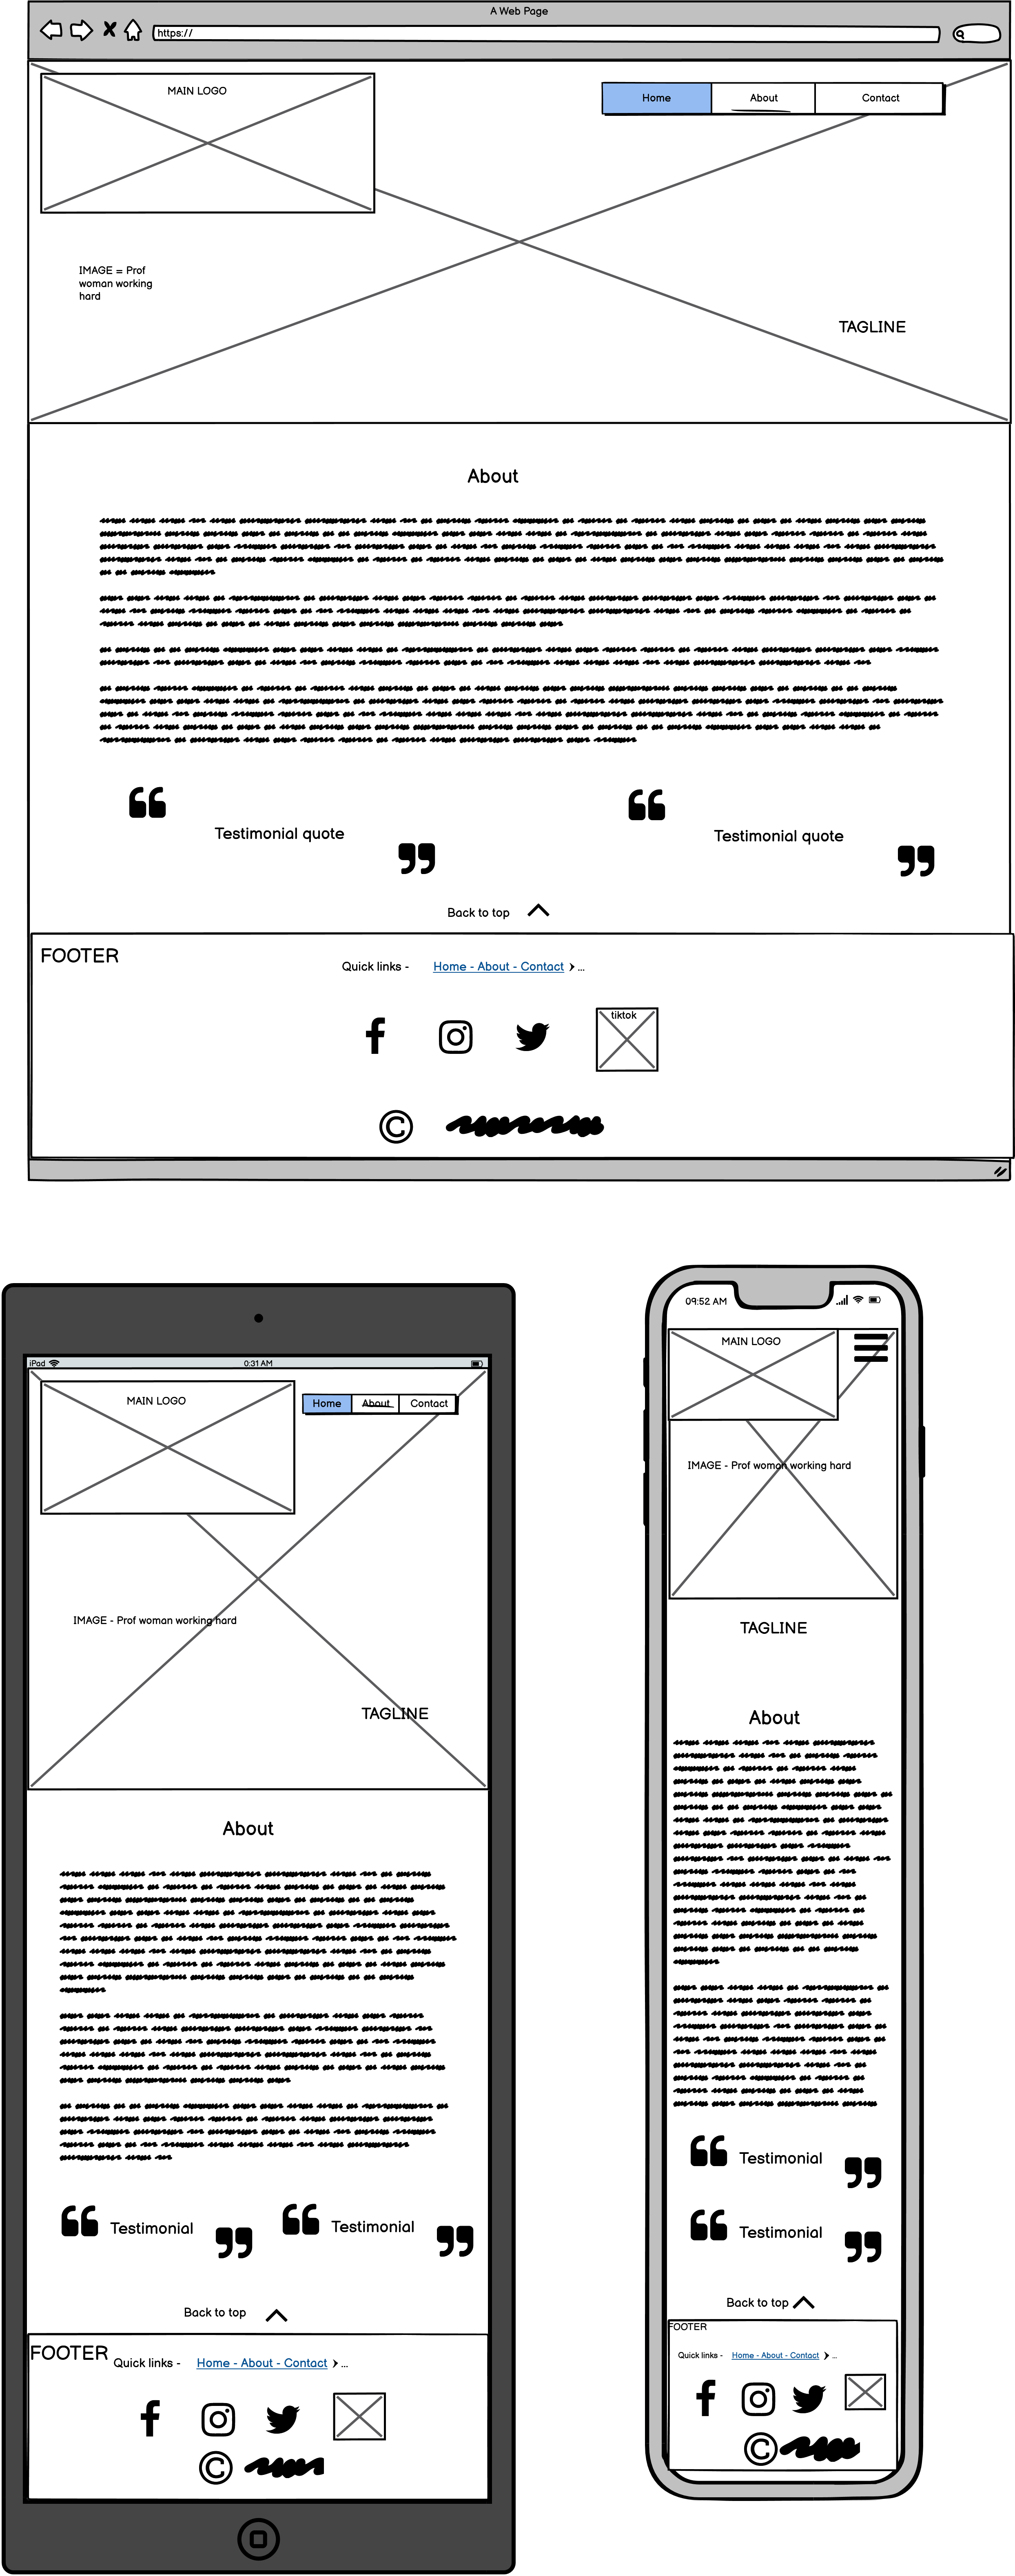 A Web Page
https://
MAIN LOGO
Home
About
Contact
IMAGE = Prof
woman working
hard
TAGLINE
About
Testimonial quote
Testimonial quote
Back to top
FOOTER
Quick links - Home - About - Contact ...
tiktok
©
iPad
0:31 AM
MAIN LOGO
Home
About
Contact
IMAGE - Prof woman working hard
TAGLINE
About
Testimonial
Testimonial
Back to top
FOOTER
Quick links - Home - About - Contact ...
©
09:52 AM
MAIN LOGO
IMAGE - Prof woman working hard
TAGLINE
About
Testimonial
Testimonial
Back to top
FOOTER
Quick links - Home - About - Contact ...
©